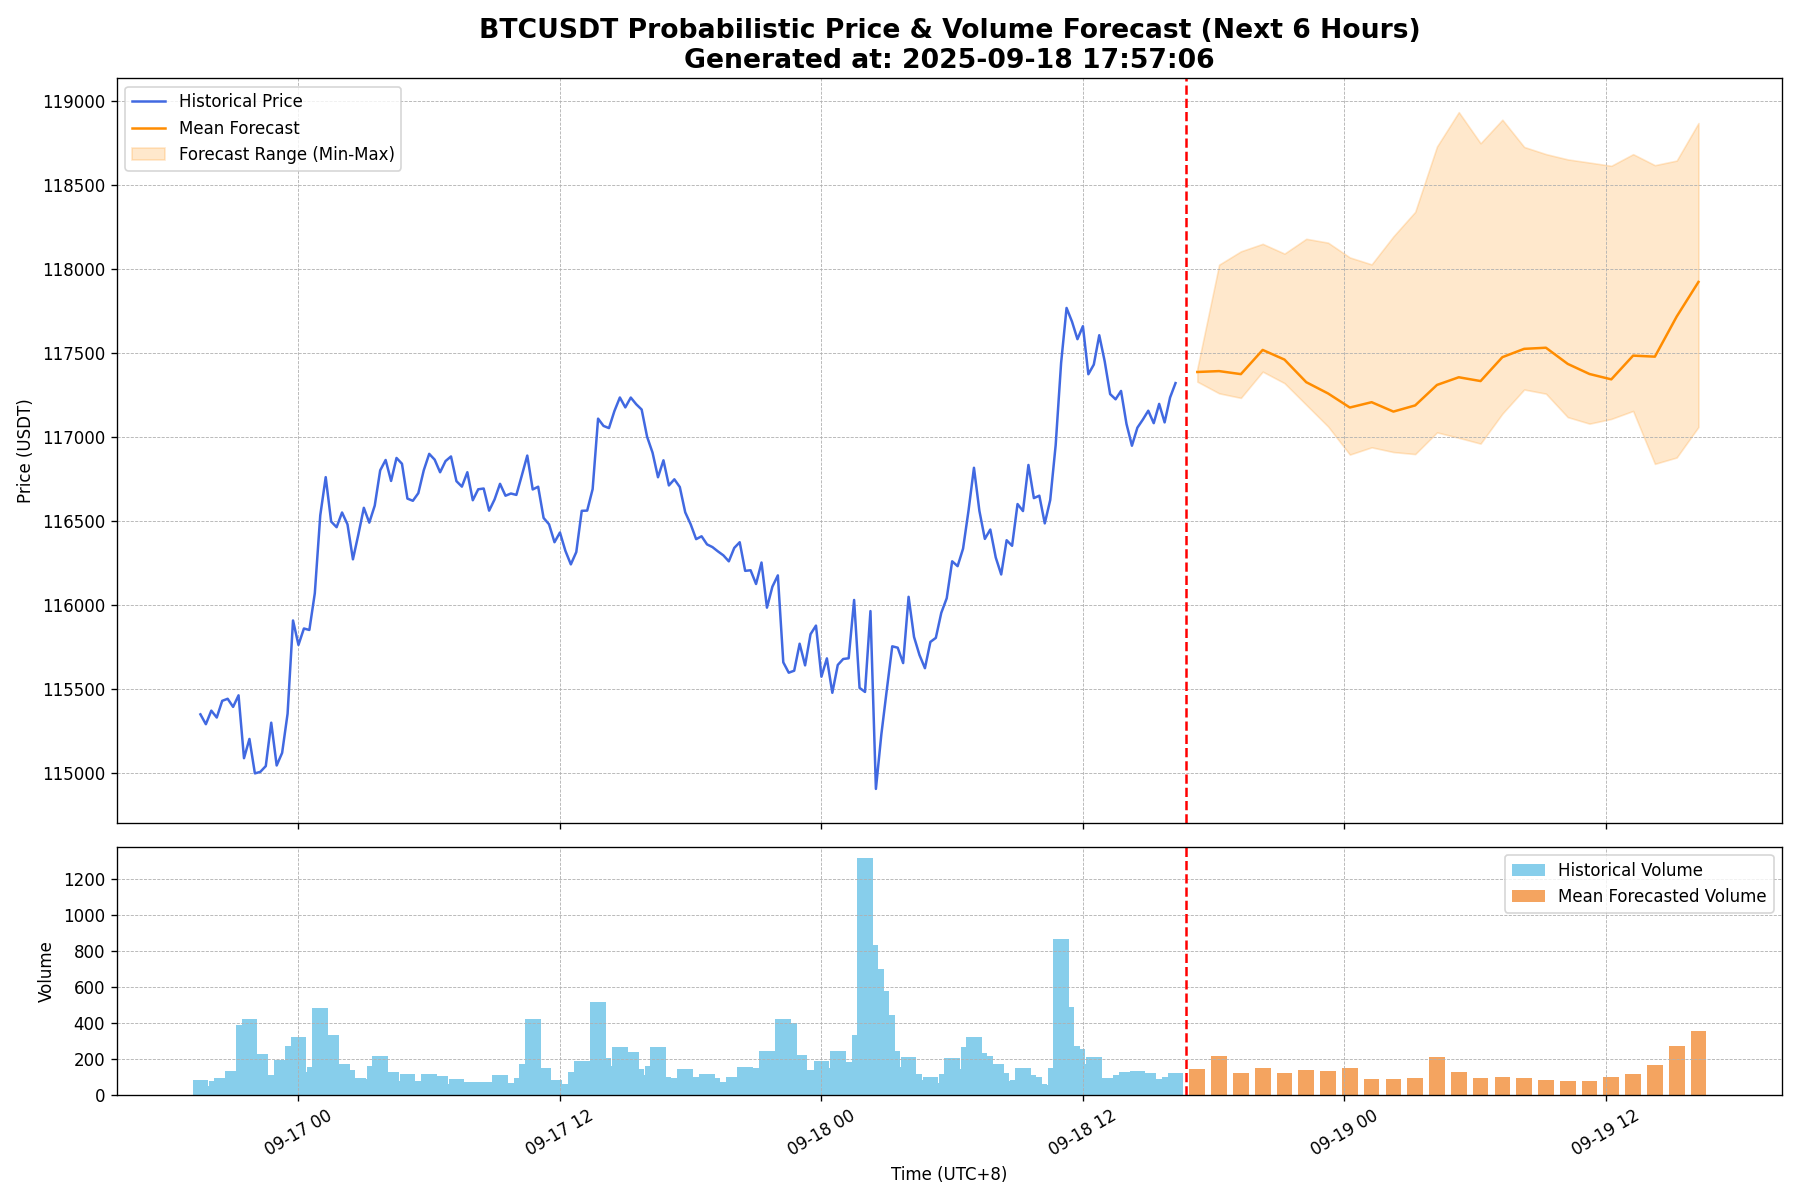 BTCUSDT Probabilistic Price & Volume Forecast (Next 6 Hours)
Generated at: 2025-09-18 17:57:06
Historical Price
Mean Forecast
Forecast Range (Min-Max)
119000
118500
118000
117500
117000
116500
116000
115500
115000
Price (USDT)
Historical Volume
Mean Forecasted Volume
1200
1000
800
600
400
200
0
Volume
09-17 00
09-17 12
09-18 00
09-18 12
09-19 00
09-19 12
Time (UTC+8)